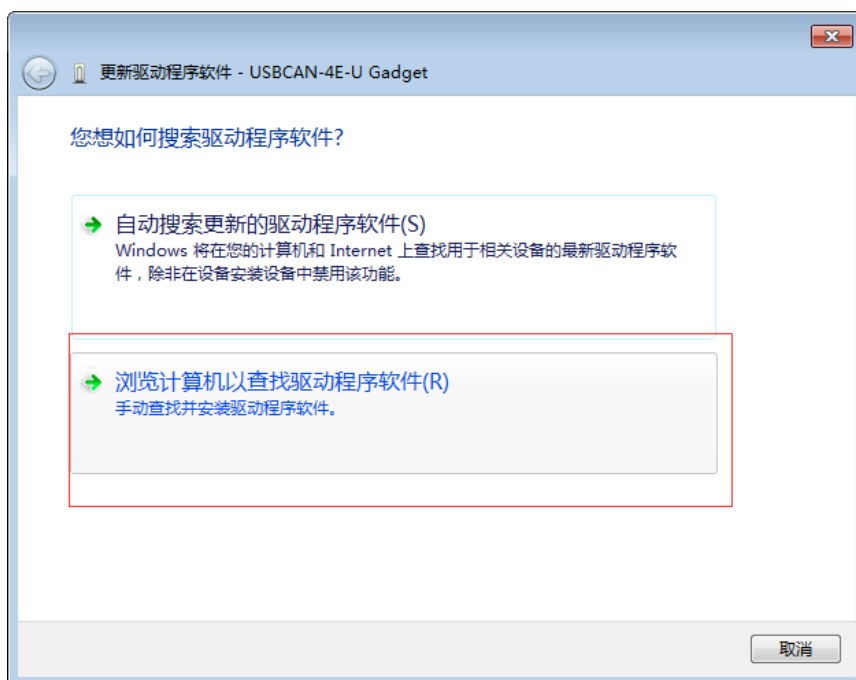 更新驱动程序软件 - USBCAN-4E-U Gadget
您想如何搜索驱动程序软件?
自动搜索更新的驱动程序软件(S)
Windows 将在您的计算机和 Internet 上查找用于相关设备的最新驱动程序软
件，除非在设备安装设备中禁用该功能。
浏览计算机以查找驱动程序软件(R)
手动查找并安装驱动程序软件。
取消